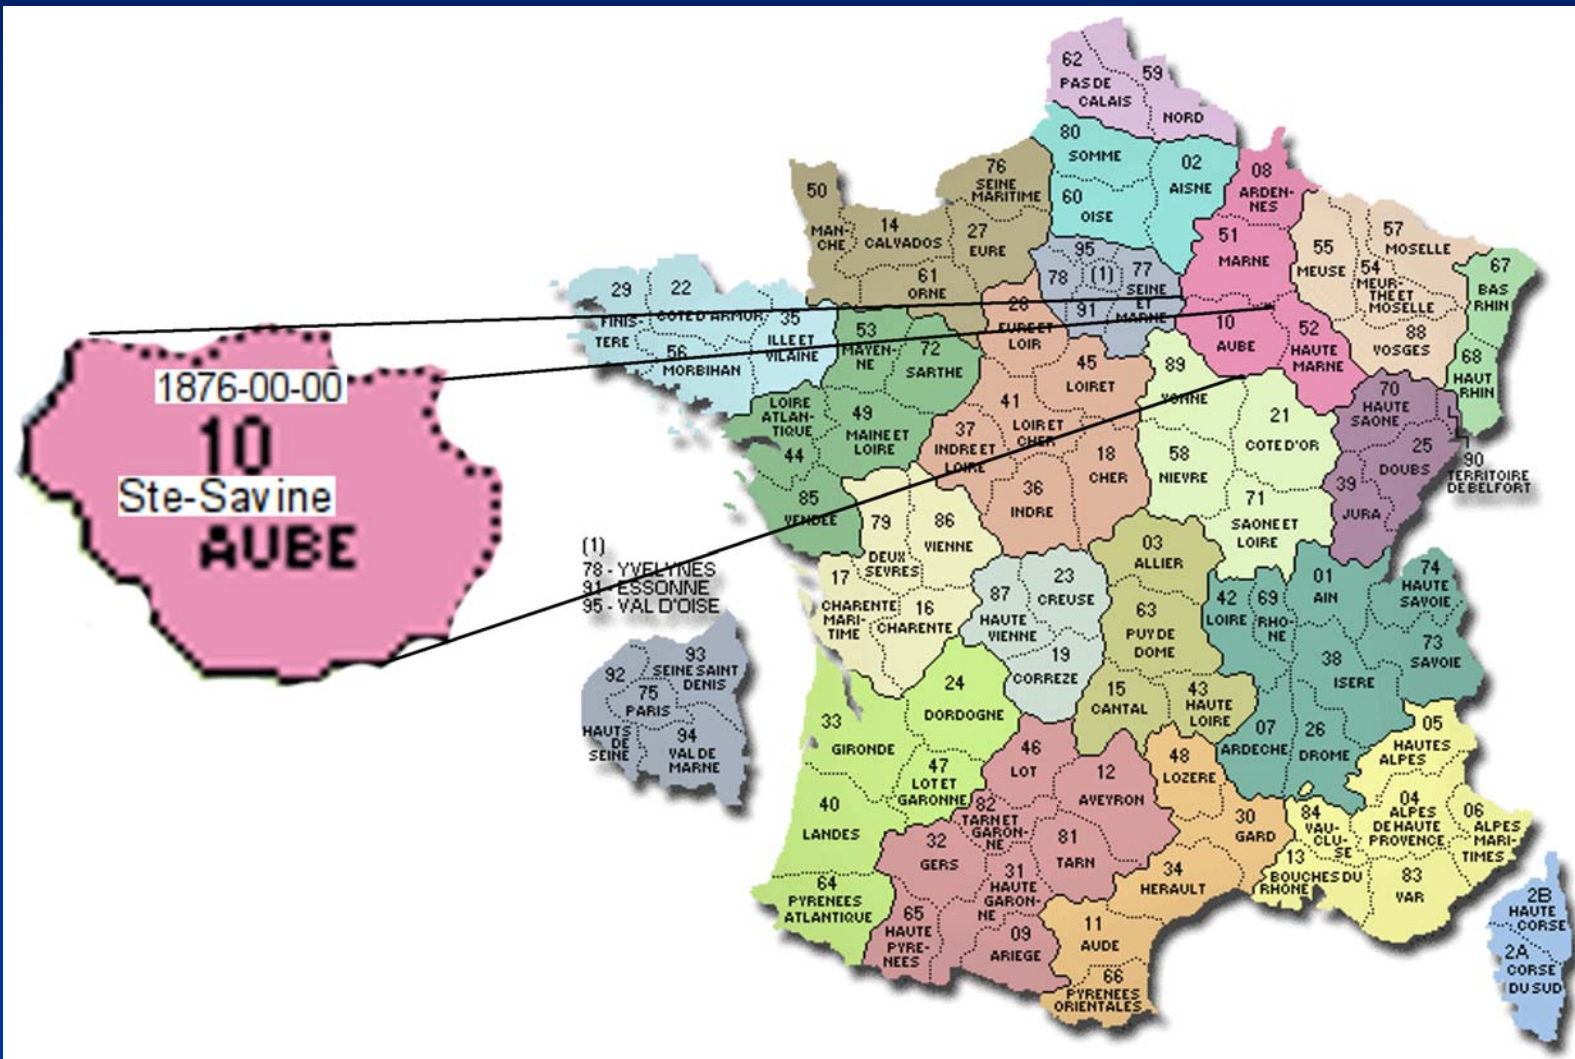 1876-00-00
10
Ste-Savine
AUBE
62
PAS DE
CALAIS
59
NORD
80
SOMME
02
AISNE
60
OISE
76
SEINE
MARITIME
27
EURE
50
MAN-
CHE
14
CALVADOS
61
ORNE
08
ARDEN-
NES
51
MARNE
10
AUBE
52
HAUTE
MARNE
55
MEUSE
54
MEUR-
THE ET
MOSELLE
57
MOSELLE
88
VOSGES
67
BAS
RHIN
68
HAUT
RHIN
95
78
(1)
91
77
SEINE
ET
MARNE
29
FINIS-
TERE
22
COTE D'ARMOR
35
ILLE ET
VILAINE
56
MORBIHAN
53
MAYEN-
NE
72
SARTHE
LOIRE
ATLAN-
TIQUE
44
49
MAINE ET
LOIRE
85
VENDEE
28
EURE ET
LOIR
45
LOIRET
41
LOIR ET
CHER
37
INDRE ET
LOIRE
18
CHER
36
INDRE
89
YONNE
21
COTE D'OR
58
NIEVRE
71
SAONE ET
LOIRE
70
HAUTE
SAONE
25
DOUBS
39
JURA
90
TERRITOIRE
DE BELFORT
79
DEUX
SEVRES
86
VIENNE
17
CHARENTE
MARI-
TIME
16
CHARENTE
87
HAUTE
VIENNE
23
CREUSE
19
CORREZE
03
ALLIER
63
PUY DE
DOME
15
CANTAL
43
HAUTE
LOIRE
42
LOIRE
69
RHO-
NE
01
AIN
74
HAUTE
SAVOIE
73
SAVOIE
38
ISERE
07
ARDECHE
26
DROME
(1)
78 - YVELYNES
91 - ESSONNE
95 - VAL D'OISE
92
HAUTS
DE
SEINE
93
SEINE SAINT
DENIS
75
PARIS
94
VAL DE
MARNE
24
DORDOGNE
33
GIRONDE
47
LOT ET
GARONNE
40
LANDES
64
PYRENEES
ATLANTIQUE
46
LOT
12
AVEYRON
82
TARN ET
GARON-
NE
81
TARN
32
GERS
31
HAUTE
GARON-
NE
65
HAUTE
PYRE-
NEES
09
ARIEGE
48
LOZERE
30
GARD
34
HERAULT
11
AUDE
66
PYRENEES
ORIENTALES
05
HAUTES
ALPES
04
ALPES
DE HAUTE
PROVENCE
06
ALPES
MARI-
TIMES
84
VAU-
CLU-
SE
13
BOUCHES DU
RHONE
83
VAR
2B
HAUTE
CORSE
2A
CORSE
DU SUD